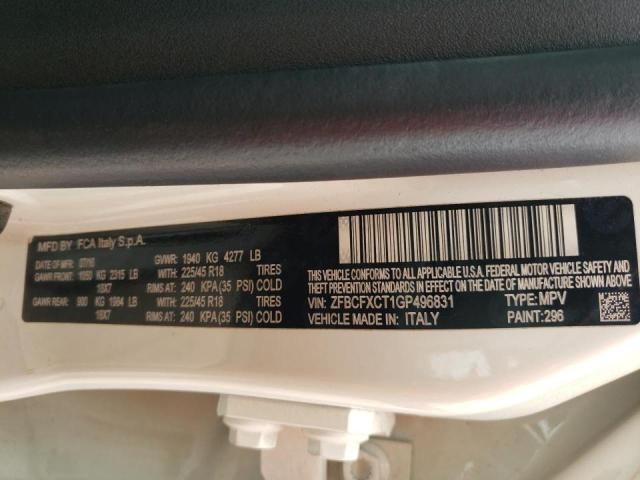 MFD BY: FCA Italy S.p.A.
DATE OF MFD: 07/16 GVWR: 1940 KG 4277 LB
GAWR FRONT: 1050 KG 2315 LB WITH: 225/45 R18 TIRES
18X7 RIMS AT: 240 KPA (35 PSI) COLD
GAWR REAR: 900 KG 1984 LB WITH: 225/45 R18 TIRES
18X7 RIMS AT: 240 KPA (35 PSI) COLD
THIS VEHICLE CONFORMS TO ALL APPLICABLE U.S.A. FEDERAL MOTOR VEHICLE SAFETY
AND THEFT PREVENTION STANDARDS IN EFFECT ON THE DATE OF MANUFACTURE SHOWN ABOVE
VIN: ZFBCFXCT1GP496831 TYPE: MPV
VEHICLE MADE IN: ITALY PAINT: 296